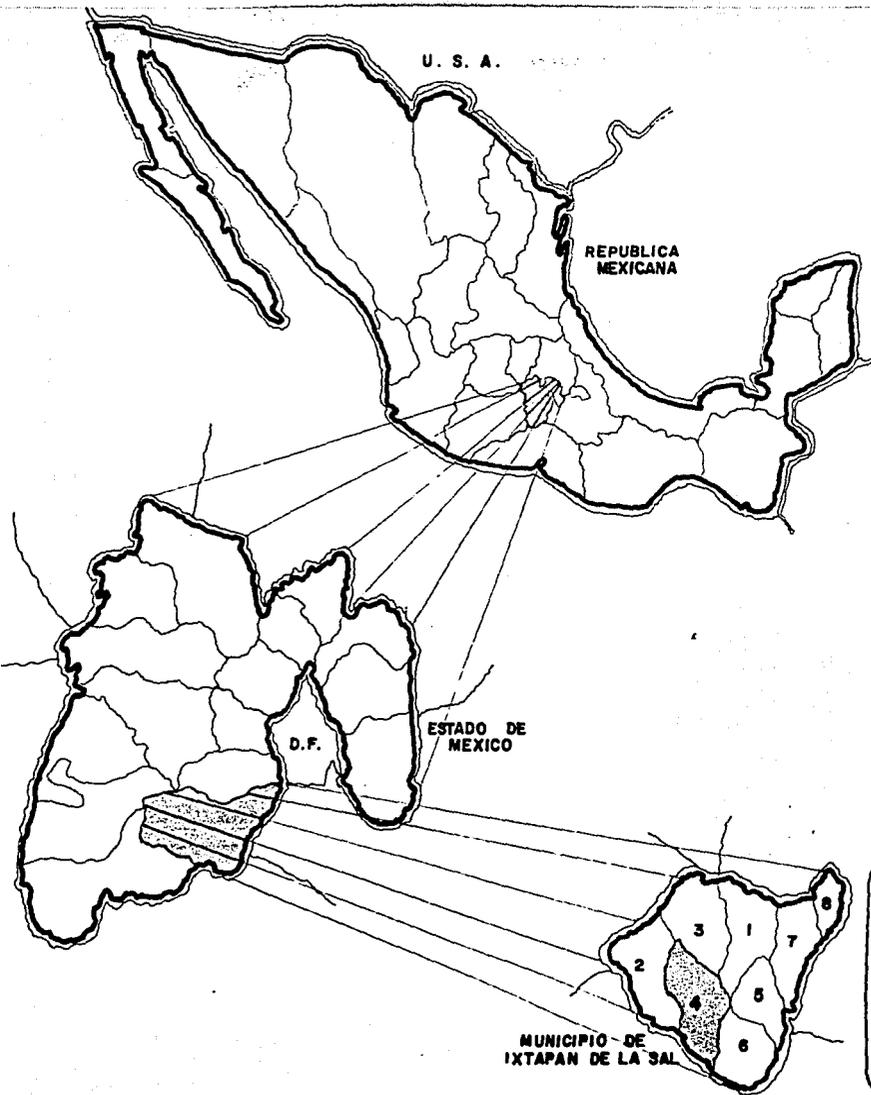 U. S. A.
REPUBLICA
MEXICANA
ESTADO DE
MEXICO
D.F.
8
3
1
7
2
4
5
6
MUNICIPIO DE
IXTAPAN DE LA SAL